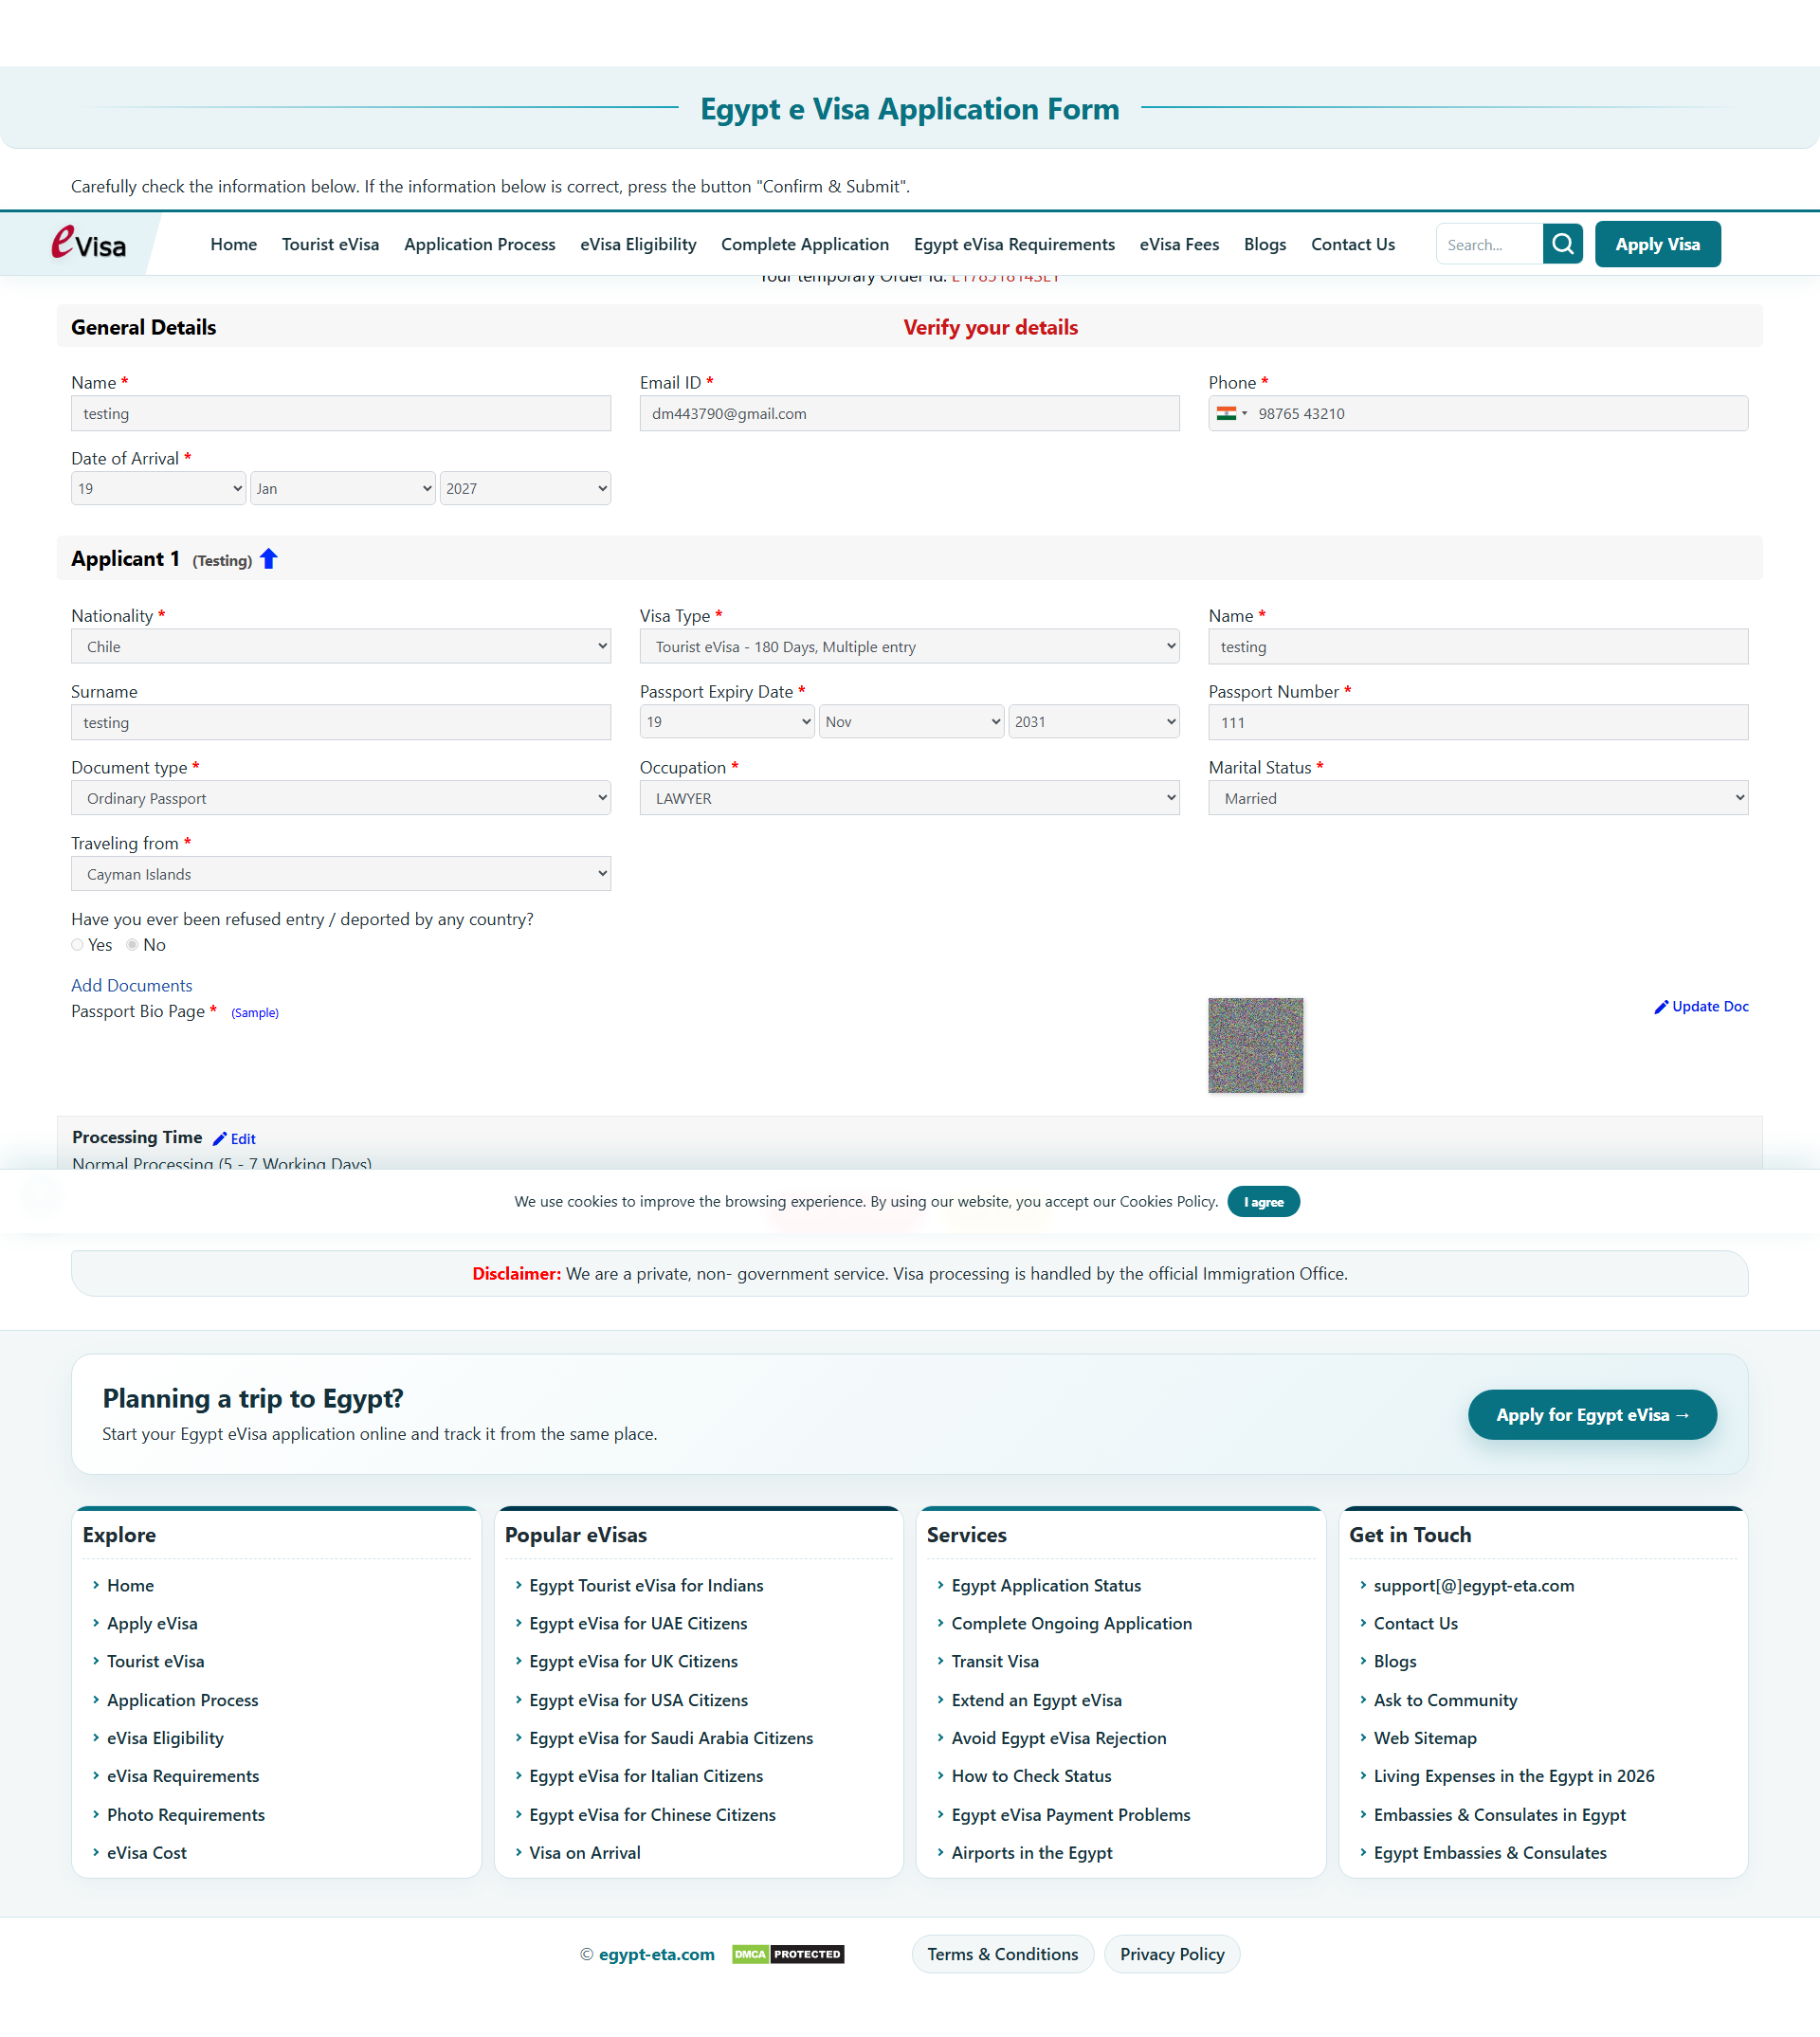 Egypt e Visa Application Form
Carefully check the information below. If the information below is correct, press the button "Confirm & Submit".
eVisa
Home Tourist eVisa Application Process eVisa Eligibility Complete Application Egypt eVisa Requirements eVisa Fees Blogs Contact Us Search... Apply Visa
Your temporary Order Id:
General Details Verify your details
Name * Email ID * Phone *
testing dm443790@gmail.com 98765 43210
Date of Arrival *
19 Jan 2027
Applicant 1 (Testing)
Nationality * Visa Type * Name *
Chile Tourist eVisa - 180 Days, Multiple entry testing
Surname Passport Expiry Date * Passport Number *
testing 19 Nov 2031 111
Document type * Occupation * Marital Status *
Ordinary Passport LAWYER Married
Traveling from *
Cayman Islands
Have you ever been refused entry / deported by any country?
Yes No
Add Documents
Passport Bio Page * (Sample) Update Doc
Processing Time Edit
Normal Processing (5 - 7 Working Days)
We use cookies to improve the browsing experience. By using our website, you accept our Cookies Policy. I agree
Disclaimer: We are a private, non- government service. Visa processing is handled by the official Immigration Office.
Planning a trip to Egypt?
Start your Egypt eVisa application online and track it from the same place.
Apply for Egypt eVisa →
Explore
Home
Apply eVisa
Tourist eVisa
Application Process
eVisa Eligibility
eVisa Requirements
Photo Requirements
eVisa Cost
Popular eVisas
Egypt Tourist eVisa for Indians
Egypt eVisa for UAE Citizens
Egypt eVisa for UK Citizens
Egypt eVisa for USA Citizens
Egypt eVisa for Saudi Arabia Citizens
Egypt eVisa for Italian Citizens
Egypt eVisa for Chinese Citizens
Visa on Arrival
Services
Egypt Application Status
Complete Ongoing Application
Transit Visa
Extend an Egypt eVisa
Avoid Egypt eVisa Rejection
How to Check Status
Egypt eVisa Payment Problems
Airports in the Egypt
Get in Touch
support[@]egypt-eta.com
Contact Us
Blogs
Ask to Community
Web Sitemap
Living Expenses in the Egypt in 2026
Embassies & Consulates in Egypt
Egypt Embassies & Consulates
© egypt-eta.com DMCA PROTECTED Terms & Conditions Privacy Policy